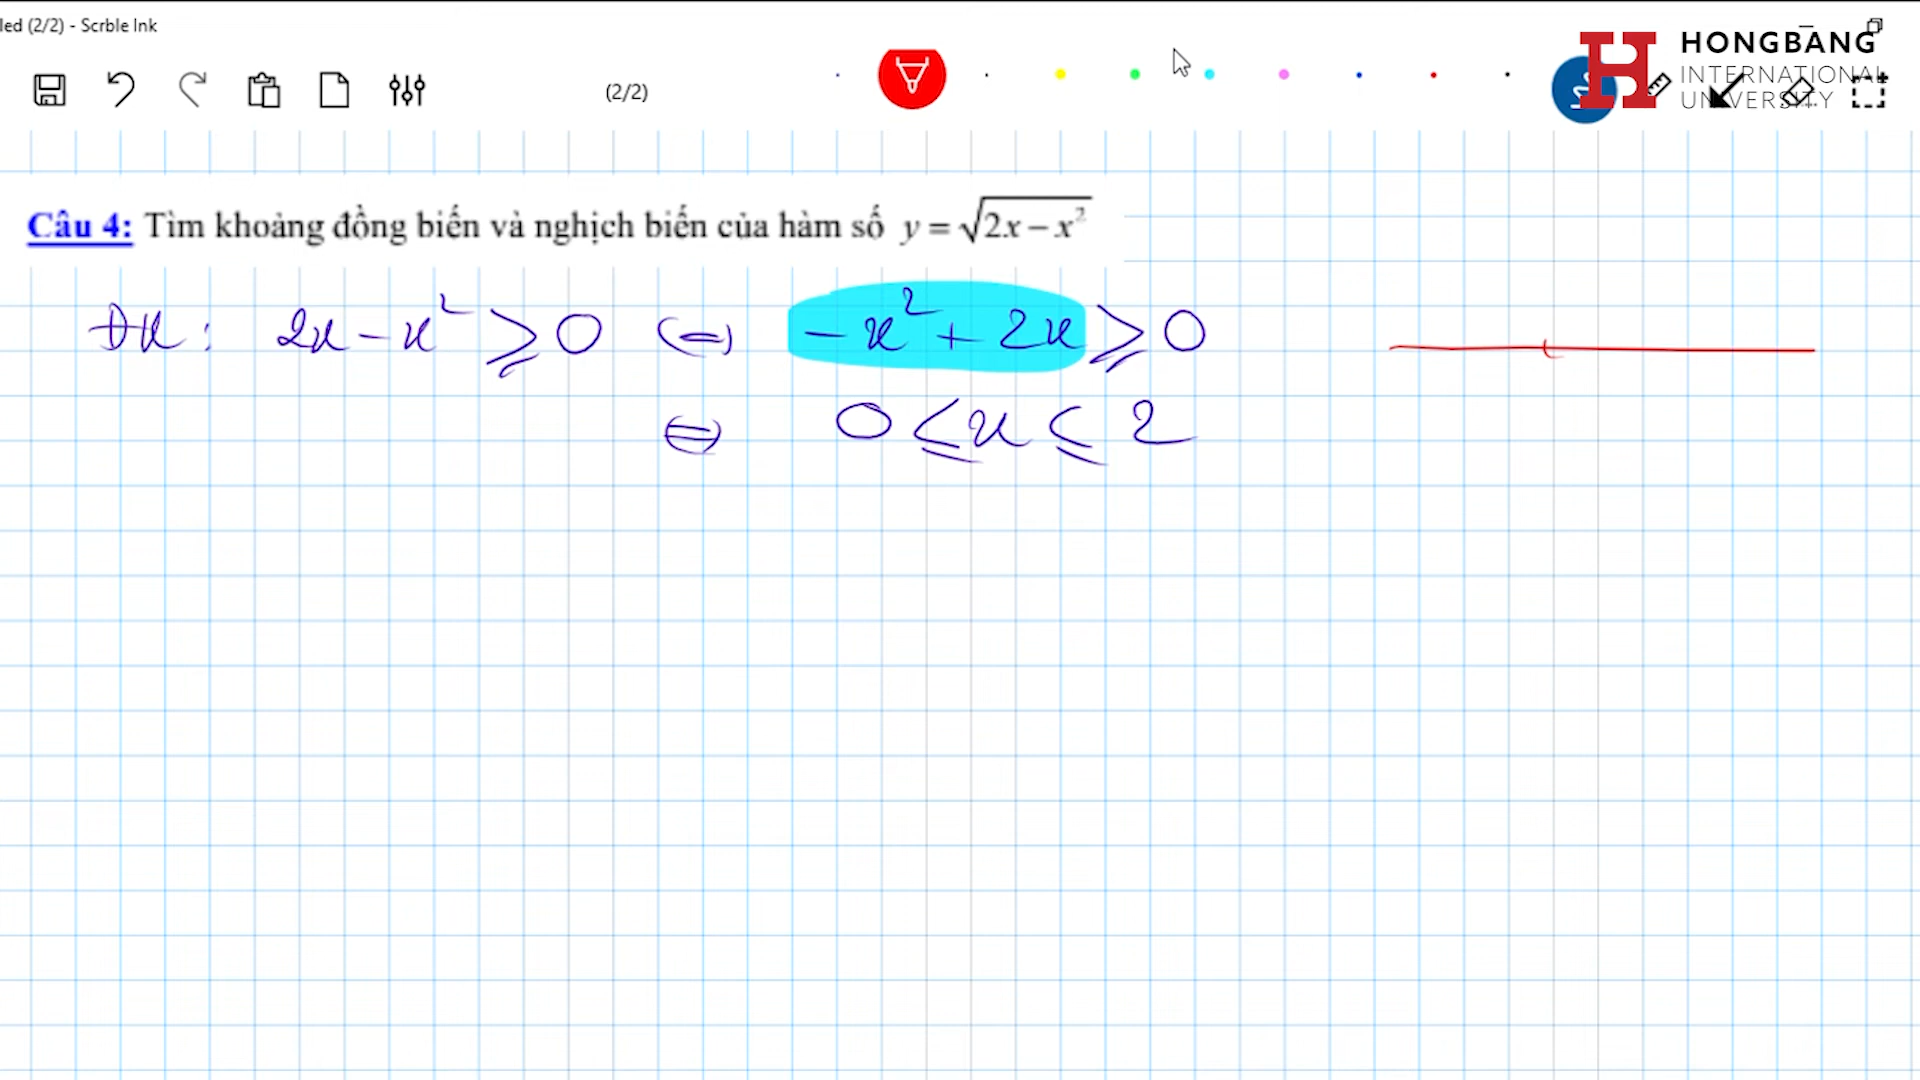 led (2/2) - Scrble Ink
HONGBANG
INTERNATIONAL
UNIVERSITY
(2/2)
Câu 4: Tìm khoảng đồng biến và nghịch biến của hàm số y = √(2x − x²)
ĐK : 2x − x² ⩾ 0 ⇔ −x² + 2x ⩾ 0
⇔ 0 ≤ x ≤ 2